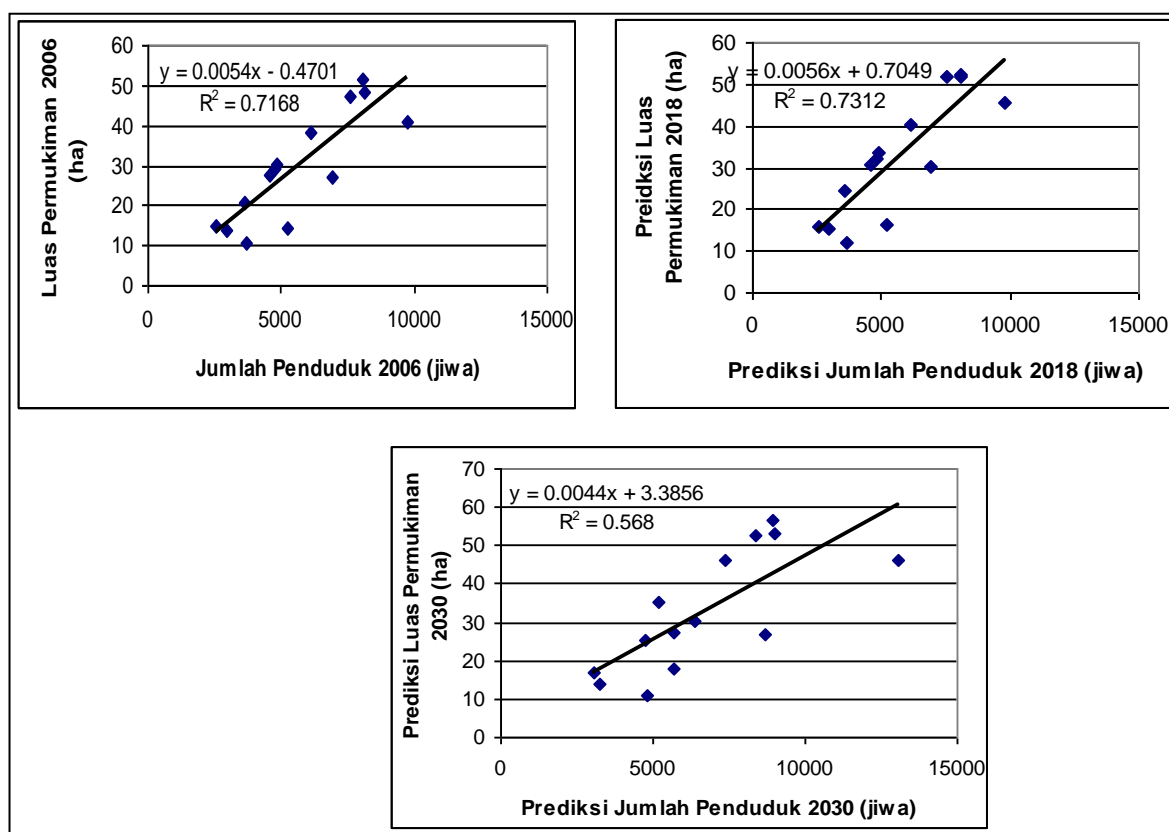 Luas Permukiman 2006
(ha)
60
50
40
30
20
10
0
y = 0.0054x - 0.4701
R² = 0.7168
0 5000 10000 15000
Jumlah Penduduk 2006 (jiwa)
Preidksi Luas
Permukiman 2018 (ha)
60
50
40
30
20
10
0
y = 0.0056x + 0.7049
R² = 0.7312
0 5000 10000 15000
Prediksi Jumlah Penduduk 2018 (jiwa)
Prediksi Luas Permukiman
2030 (ha)
70
60
50
40
30
20
10
0
y = 0.0044x + 3.3856
R² = 0.568
0 5000 10000 15000
Prediksi Jumlah Penduduk 2030 (jiwa)